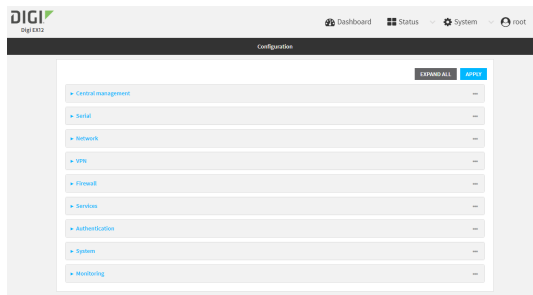 DIGI
Digi EX12
Dashboard
Status
System
root
Configuration
EXPAND ALL
APPLY
Central management
Serial
Network
VPN
Firewall
Services
Authentication
System
Monitoring